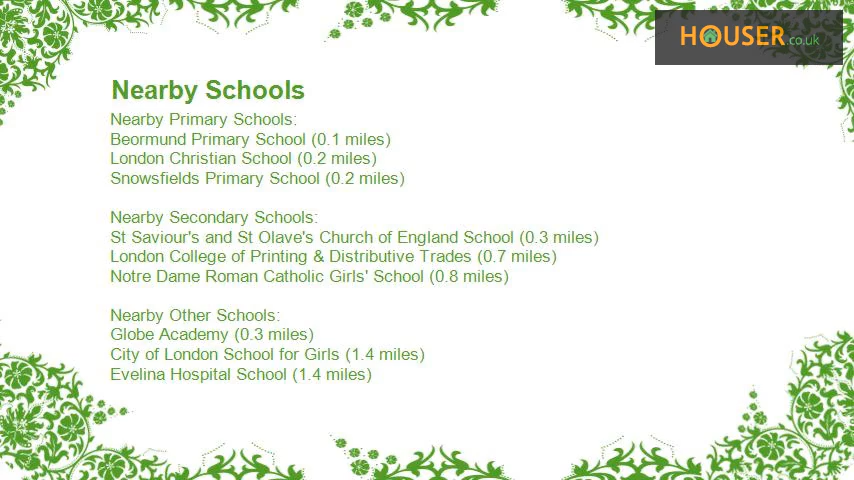 HOUSER.co.uk
Nearby Schools
Nearby Primary Schools:
Beormund Primary School (0.1 miles)
London Christian School (0.2 miles)
Snowsfields Primary School (0.2 miles)
Nearby Secondary Schools:
St Saviour's and St Olave's Church of England School (0.3 miles)
London College of Printing & Distributive Trades (0.7 miles)
Notre Dame Roman Catholic Girls' School (0.8 miles)
Nearby Other Schools:
Globe Academy (0.3 miles)
City of London School for Girls (1.4 miles)
Evelina Hospital School (1.4 miles)